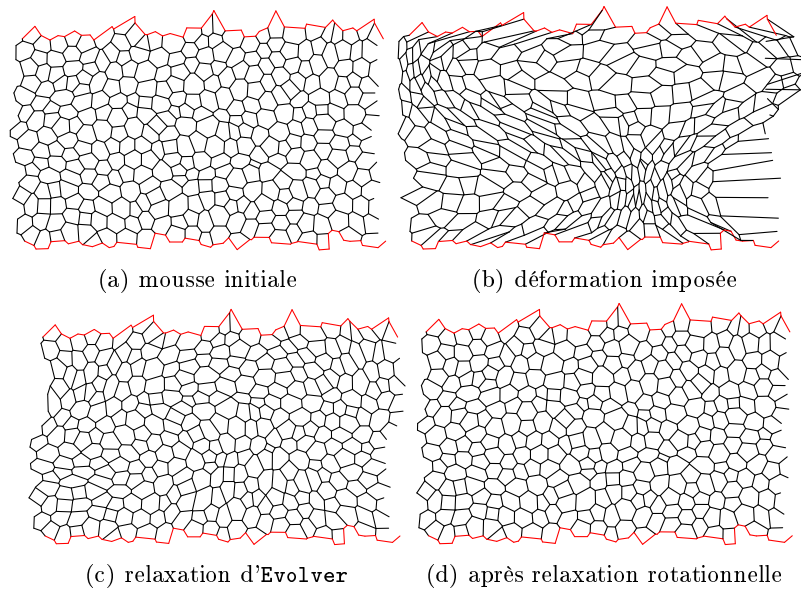 (a) mousse initiale
(b) déformation imposée
(c) relaxation d'Evolver
(d) après relaxation rotationnelle